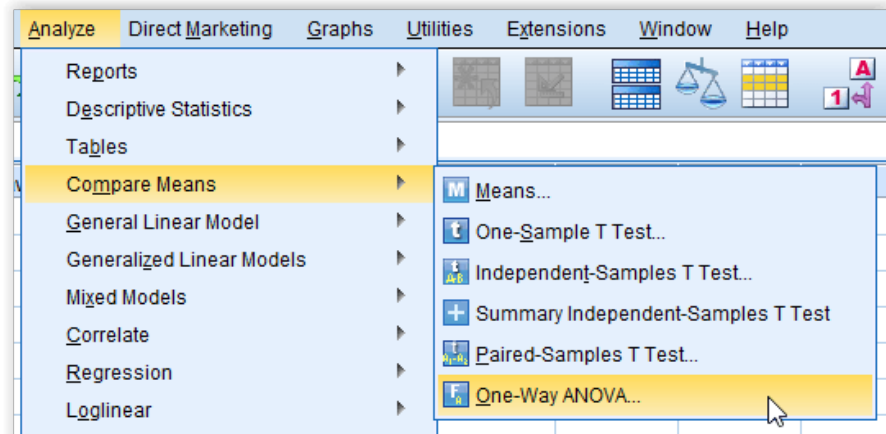 Analyze Direct Marketing Graphs Utilities Extensions Window Help
Reports
Descriptive Statistics
Tables
Compare Means
General Linear Model
Generalized Linear Models
Mixed Models
Correlate
Regression
Loglinear
A
1
M Means...
t One-Sample T Test...
Independent-Samples T Test...
Summary Independent-Samples T Test
Paired-Samples T Test...
One-Way ANOVA...